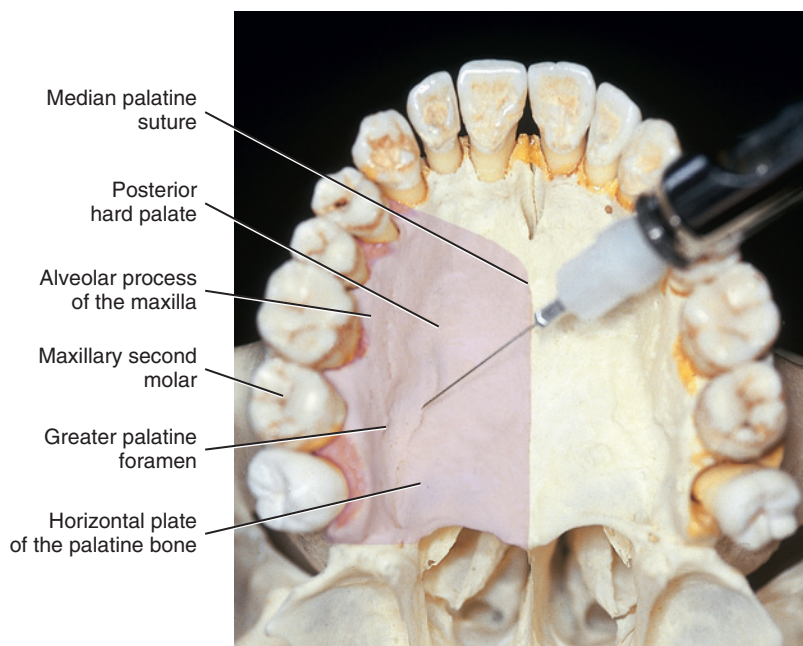 Median palatine
suture
Posterior
hard palate
Alveolar process
of the maxilla
Maxillary second
molar
Greater palatine
foramen
Horizontal plate
of the palatine bone